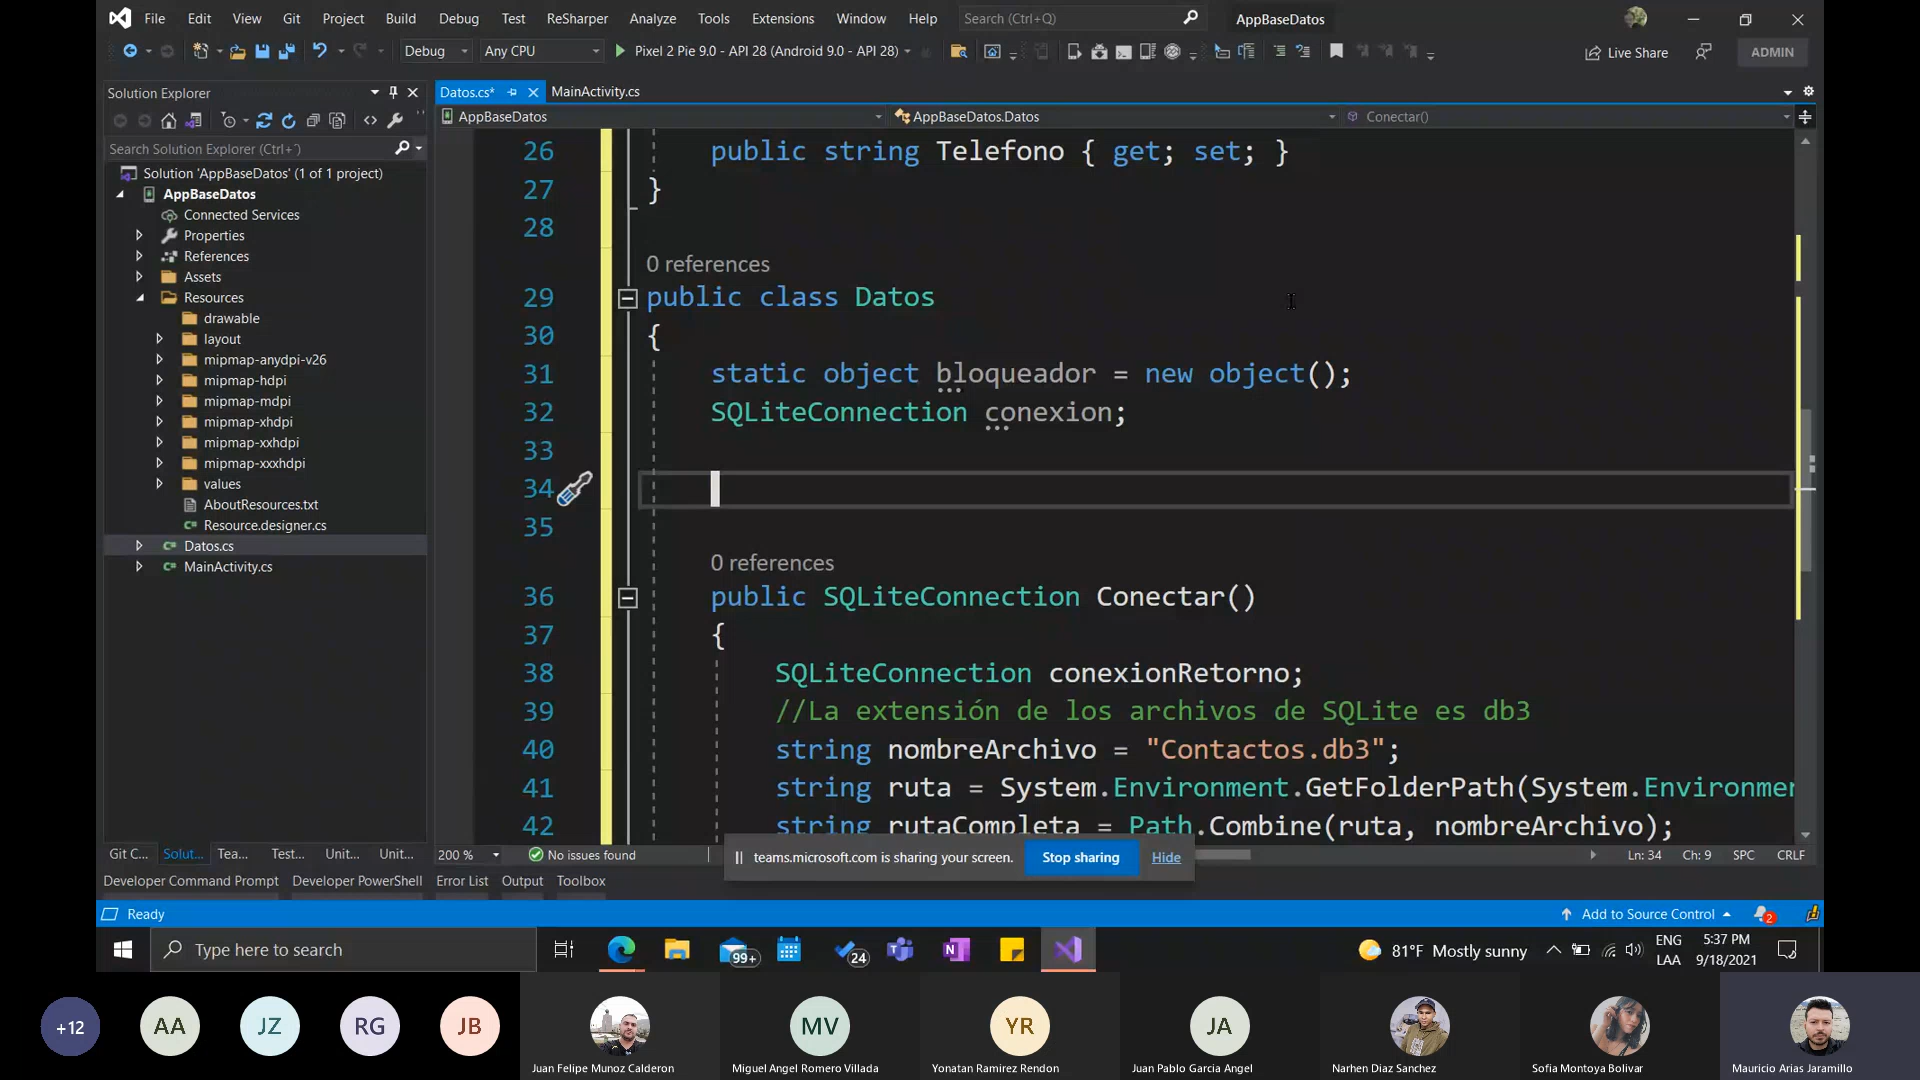 File Edit View Git Project Build Debug Test ReSharper Analyze Tools Extensions Window Help Search (Ctrl+Q) AppBaseDatos
Debug Any CPU Pixel 2 Pie 9.0 - API 28 (Android 9.0 - API 28) Live Share ADMIN
Solution Explorer
Search Solution Explorer (Ctrl+´)
Solution 'AppBaseDatos' (1 of 1 project)
AppBaseDatos
Connected Services
Properties
References
Assets
Resources
drawable
layout
mipmap-anydpi-v26
mipmap-hdpi
mipmap-mdpi
mipmap-xhdpi
mipmap-xxhdpi
mipmap-xxxhdpi
values
AboutResources.txt
Resource.designer.cs
Datos.cs
MainActivity.cs
Git C... Solut... Tea... Test... Unit... Unit...
Datos.cs* MainActivity.cs
AppBaseDatos AppBaseDatos.Datos Conectar()
26 public string Telefono { get; set; }
27 }
28
0 references
29 public class Datos
30 {
31 static object bloqueador = new object();
32 SQLiteConnection conexion;
33
34
35
0 references
36 public SQLiteConnection Conectar()
37 {
38 SQLiteConnection conexionRetorno;
39 //La extensión de los archivos de SQLite es db3
40 string nombreArchivo = "Contactos.db3";
41 string ruta = System.Environment.GetFolderPath(System.Environmen
42 string rutaCompleta = Path.Combine(ruta, nombreArchivo);
200 % No issues found Ln: 34 Ch: 9 SPC CRLF
teams.microsoft.com is sharing your screen. Stop sharing Hide
Developer Command Prompt Developer PowerShell Error List Output Toolbox
Ready Add to Source Control 2
Type here to search 99+ 24 81°F Mostly sunny ENG LAA 5:37 PM 9/18/2021
+12 AA JZ RG JB MV YR JA
Juan Felipe Munoz Calderon Miguel Angel Romero Villada Yonatan Ramirez Rendon Juan Pablo Garcia Angel Narhen Diaz Sanchez Sofia Montoya Bolivar Mauricio Arias Jaramillo